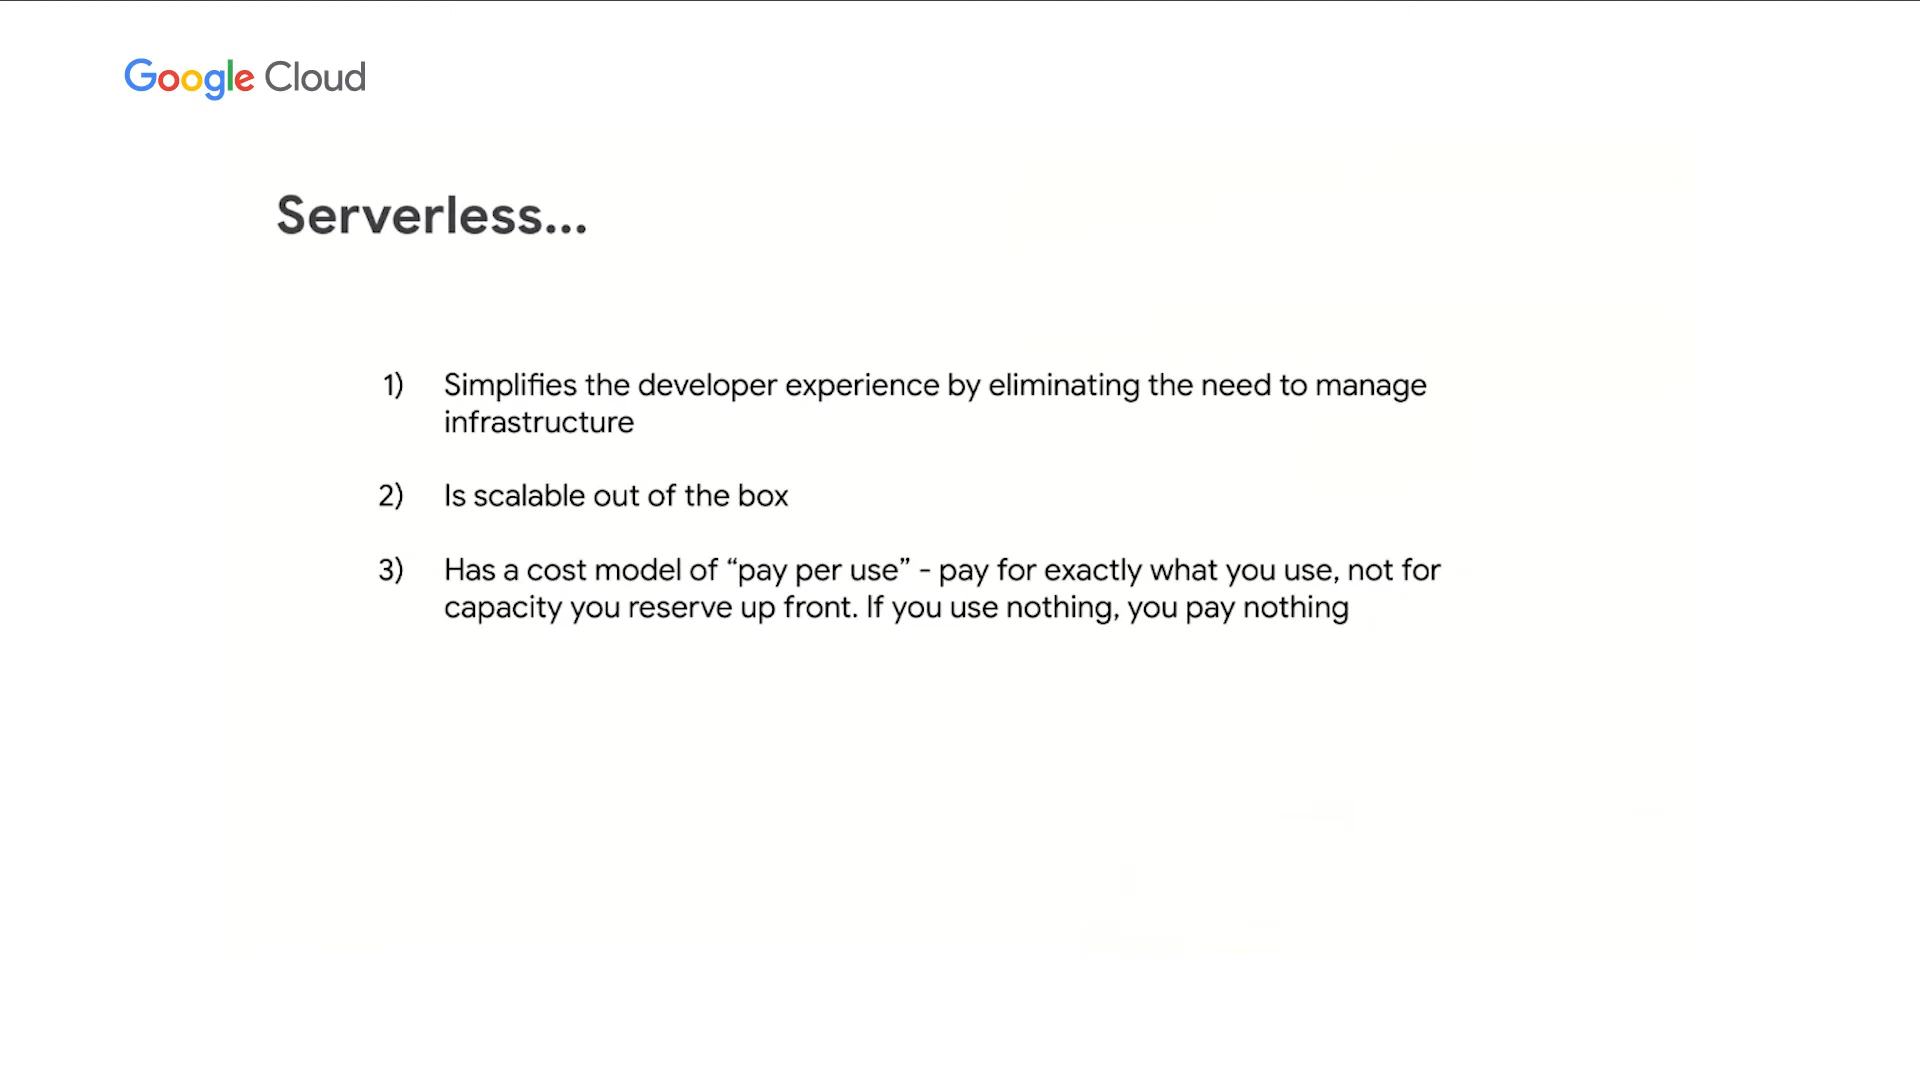 Google Cloud
Serverless...
1) Simplifies the developer experience by eliminating the need to manage
infrastructure
2) Is scalable out of the box
3) Has a cost model of “pay per use” - pay for exactly what you use, not for
capacity you reserve up front. If you use nothing, you pay nothing